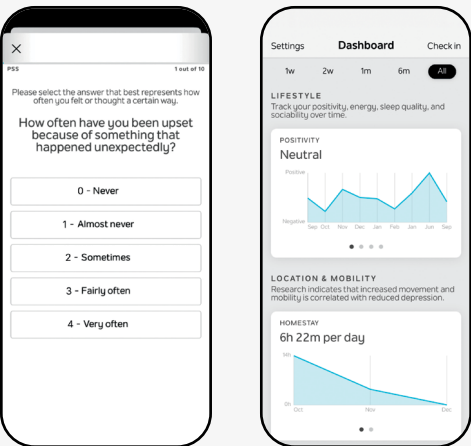 PSS
1 out of 10
Please select the answer that best represents how
often you felt or thought a certain way.
How often have you been upset
because of something that
happened unexpectedly?
0 - Never
1 - Almost never
2 - Sometimes
3 - Fairly often
4 - Very often
Settings
Dashboard
Check in
1w
2w
1m
6m
All
LIFESTYLE
Track your positivity, energy, sleep quality, and
sociability over time.
POSITIVITY
Neutral
Positive
Negative
Sep Oct Nov Dec Jan Feb Jan Jun Sep
LOCATION & MOBILITY
Research indicates that increased movement and
mobility is correlated with reduced depression.
HOMESTAY
6h 22m per day
14h
0h
Oct Nov Dec